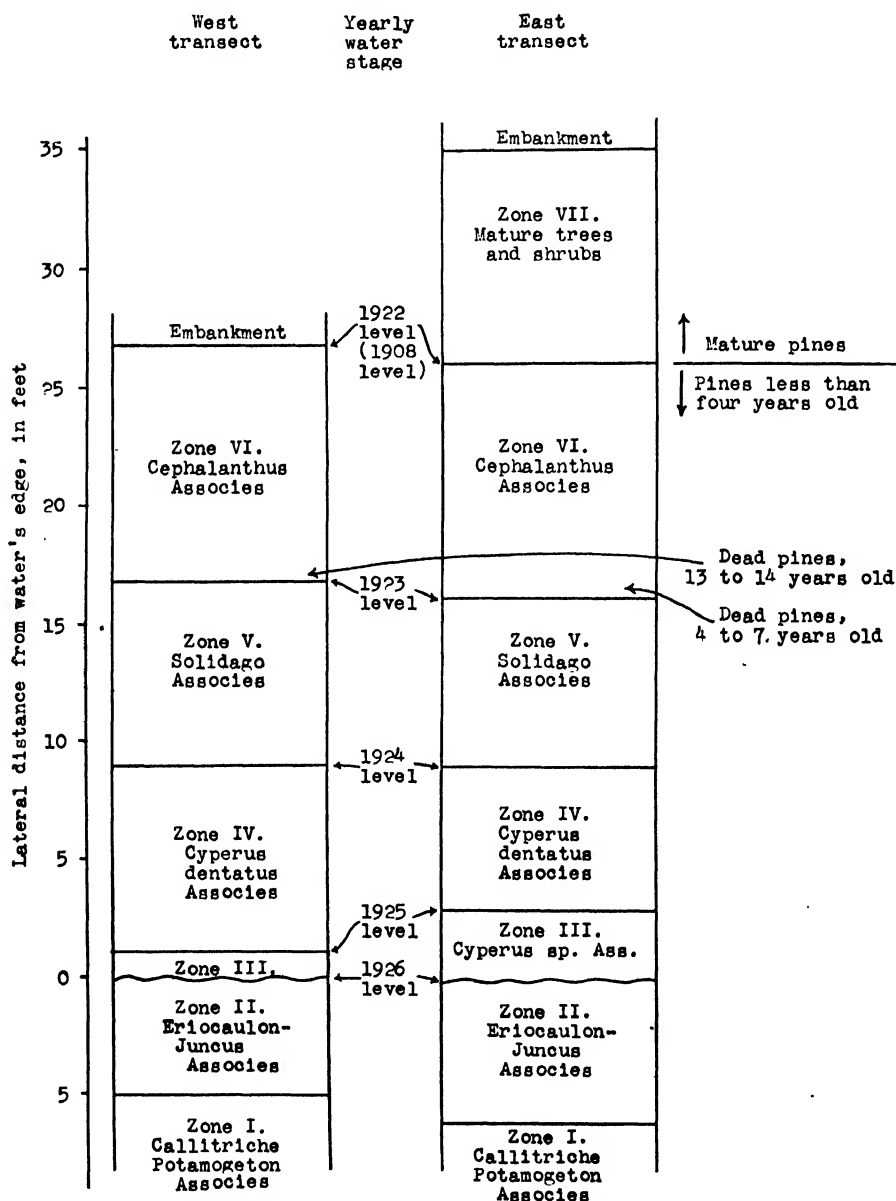 West
transect
Yearly
water
stage
East
transect
Lateral distance from water's edge, in feet
35
30
25
20
15
10
5
0
5
Embankment
Zone VI.
Cephalanthus
Associes
Zone V.
Solidago
Associes
Zone IV.
Cyperus
dentatus
Associes
Zone III.
Zone II.
Eriocaulon-
Juncus
Associes
Zone I.
Callitriche
Potamogeton
Associes
1922
level
(1908
level)
1923
level
1924
level
1925
level
1926
level
Embankment
Zone VII.
Mature trees
and shrubs
Zone VI.
Cephalanthus
Associes
Zone V.
Solidago
Associes
Zone IV.
Cyperus
dentatus
Associes
Zone III.
Cyperus sp. Ass.
Zone II.
Eriocaulon-
Juncus
Associes
Zone I.
Callitriche
Potamogeton
Associes
Mature pines
Pines less than
four years old
Dead pines,
13 to 14 years old
Dead pines,
4 to 7 years old